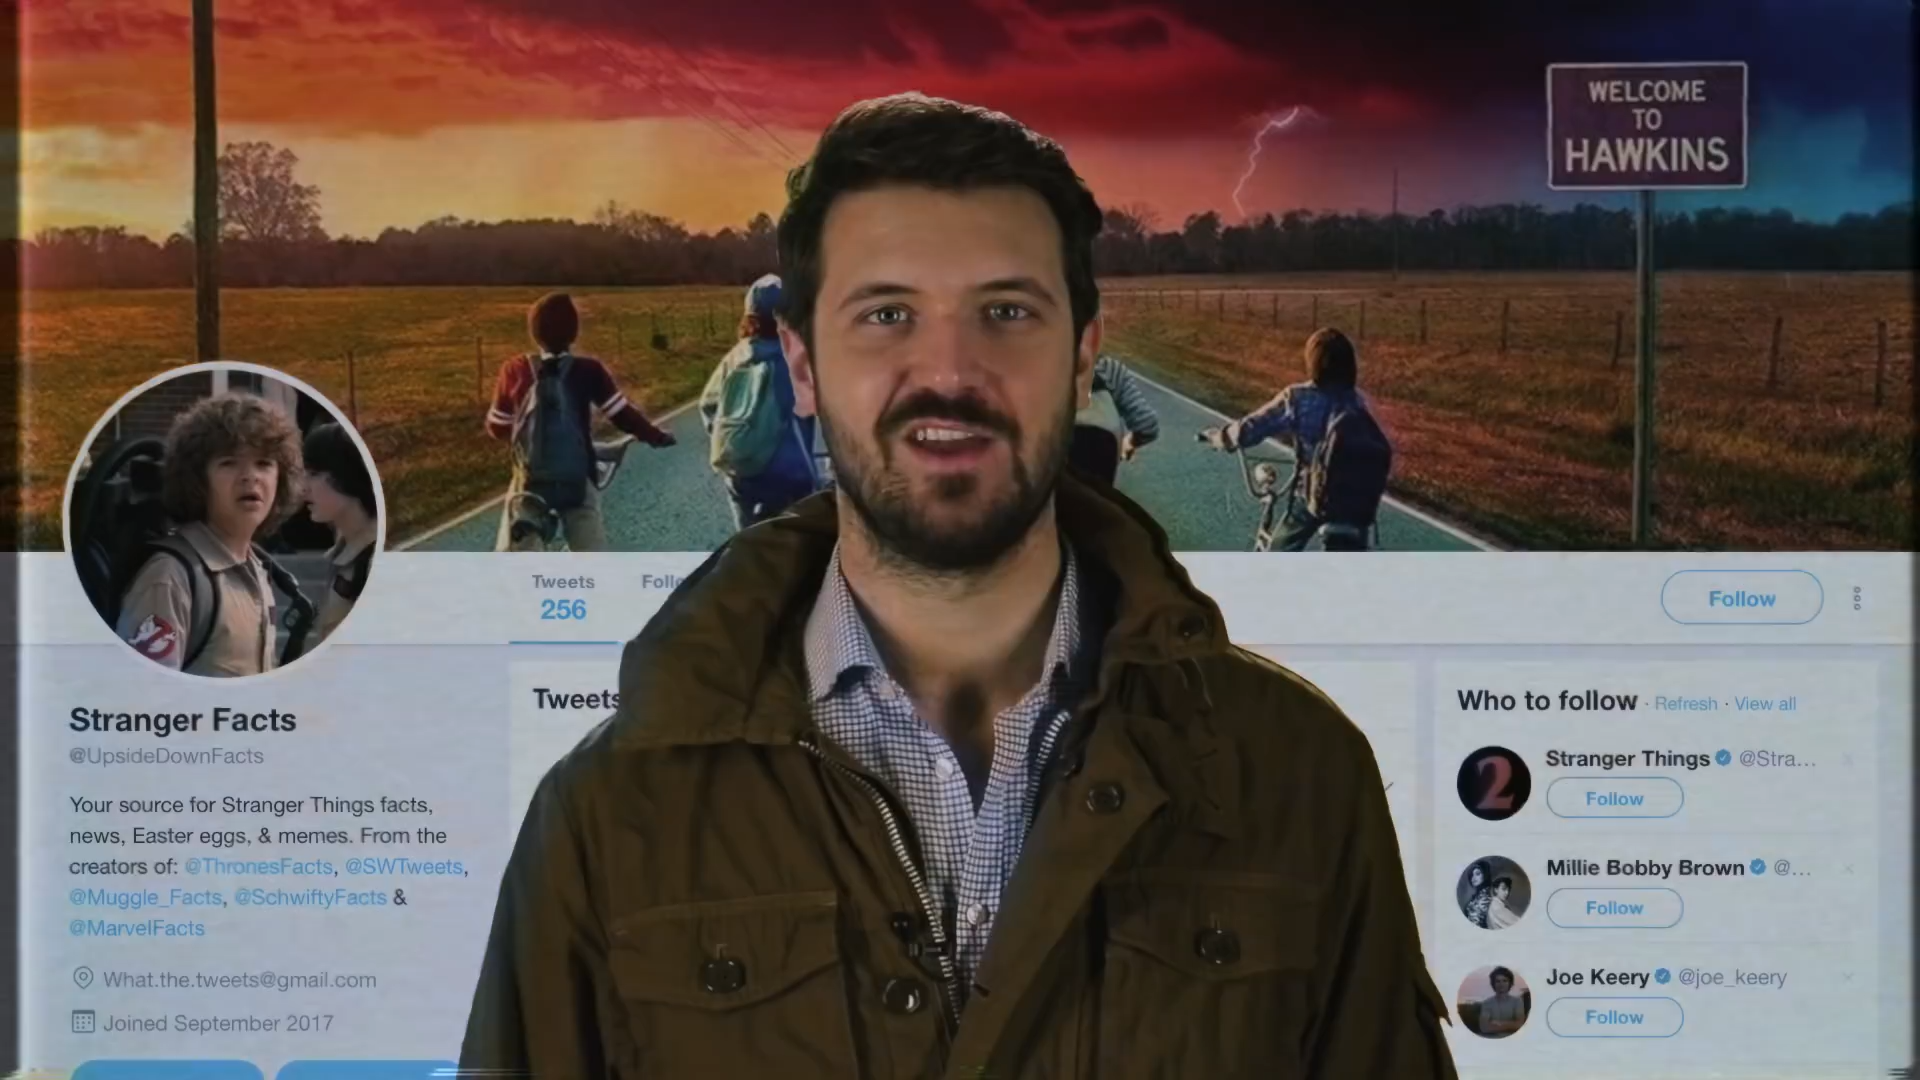 WELCOME
TO
HAWKINS
Tweets
256
Follo
Follow
Tweets
Stranger Facts
@UpsideDownFacts
Your source for Stranger Things facts,
news, Easter eggs, & memes. From the
creators of: @ThronesFacts, @SWTweets,
@Muggle_Facts, @SchwiftyFacts &
@MarvelFacts
What.the.tweets@gmail.com
Joined September 2017
Who to follow · Refresh · View all
2
Stranger Things @Stra...
Follow
Millie Bobby Brown @...
Follow
Joe Keery @joe_keery
Follow